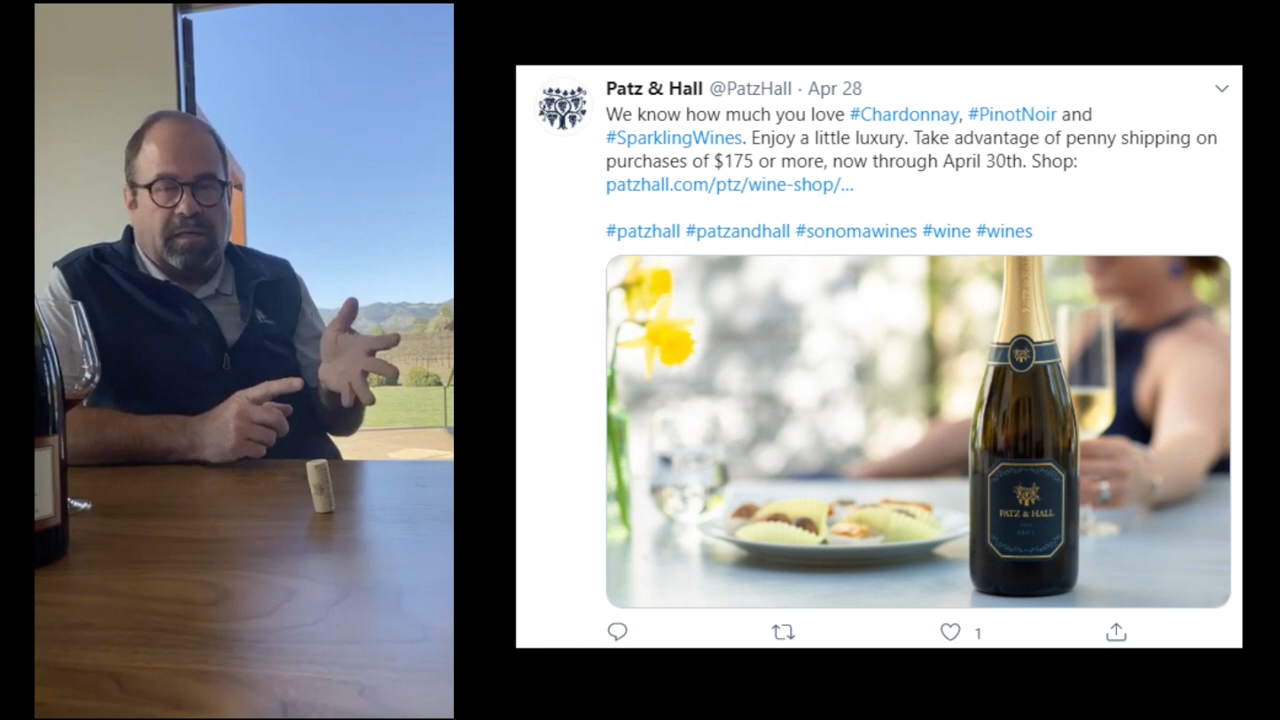 Patz & Hall @PatzHall · Apr 28
We know how much you love #Chardonnay, #PinotNoir and
#SparklingWines. Enjoy a little luxury. Take advantage of penny shipping on
purchases of $175 or more, now through April 30th. Shop:
patzhall.com/ptz/wine-shop/...
#patzhall #patzandhall #sonomawines #wine #wines
PATZ & HALL
1